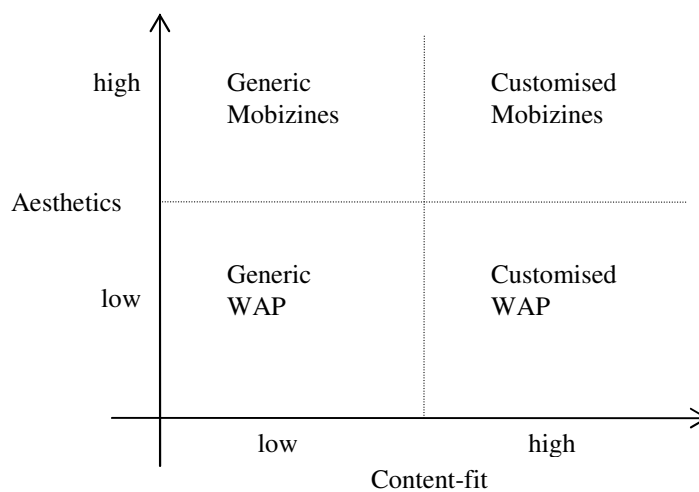 high
Generic
Mobizines
Customised
Mobizines
Aesthetics
low
Generic
WAP
Customised
WAP
low
high
Content-fit